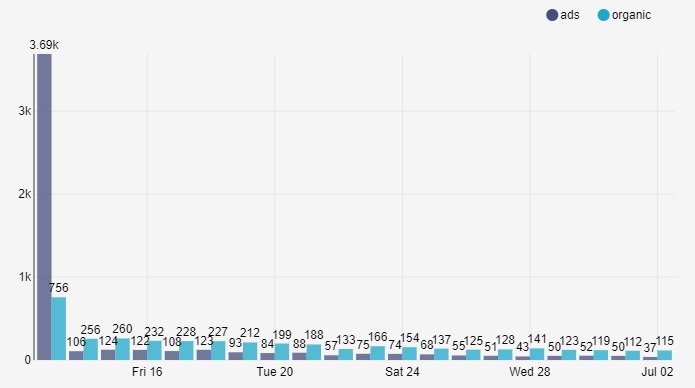 ads organic
3.69k
3k
2k
1k
756
106 256 124 260 122 232 108 228 123 227 93 212 84 199 88 188 57 133 75 166 74 154 68 137 55 125 51 128 43 141 50 123 52 119 50 112 37 115
0
Fri 16 Tue 20 Sat 24 Wed 28 Jul 02